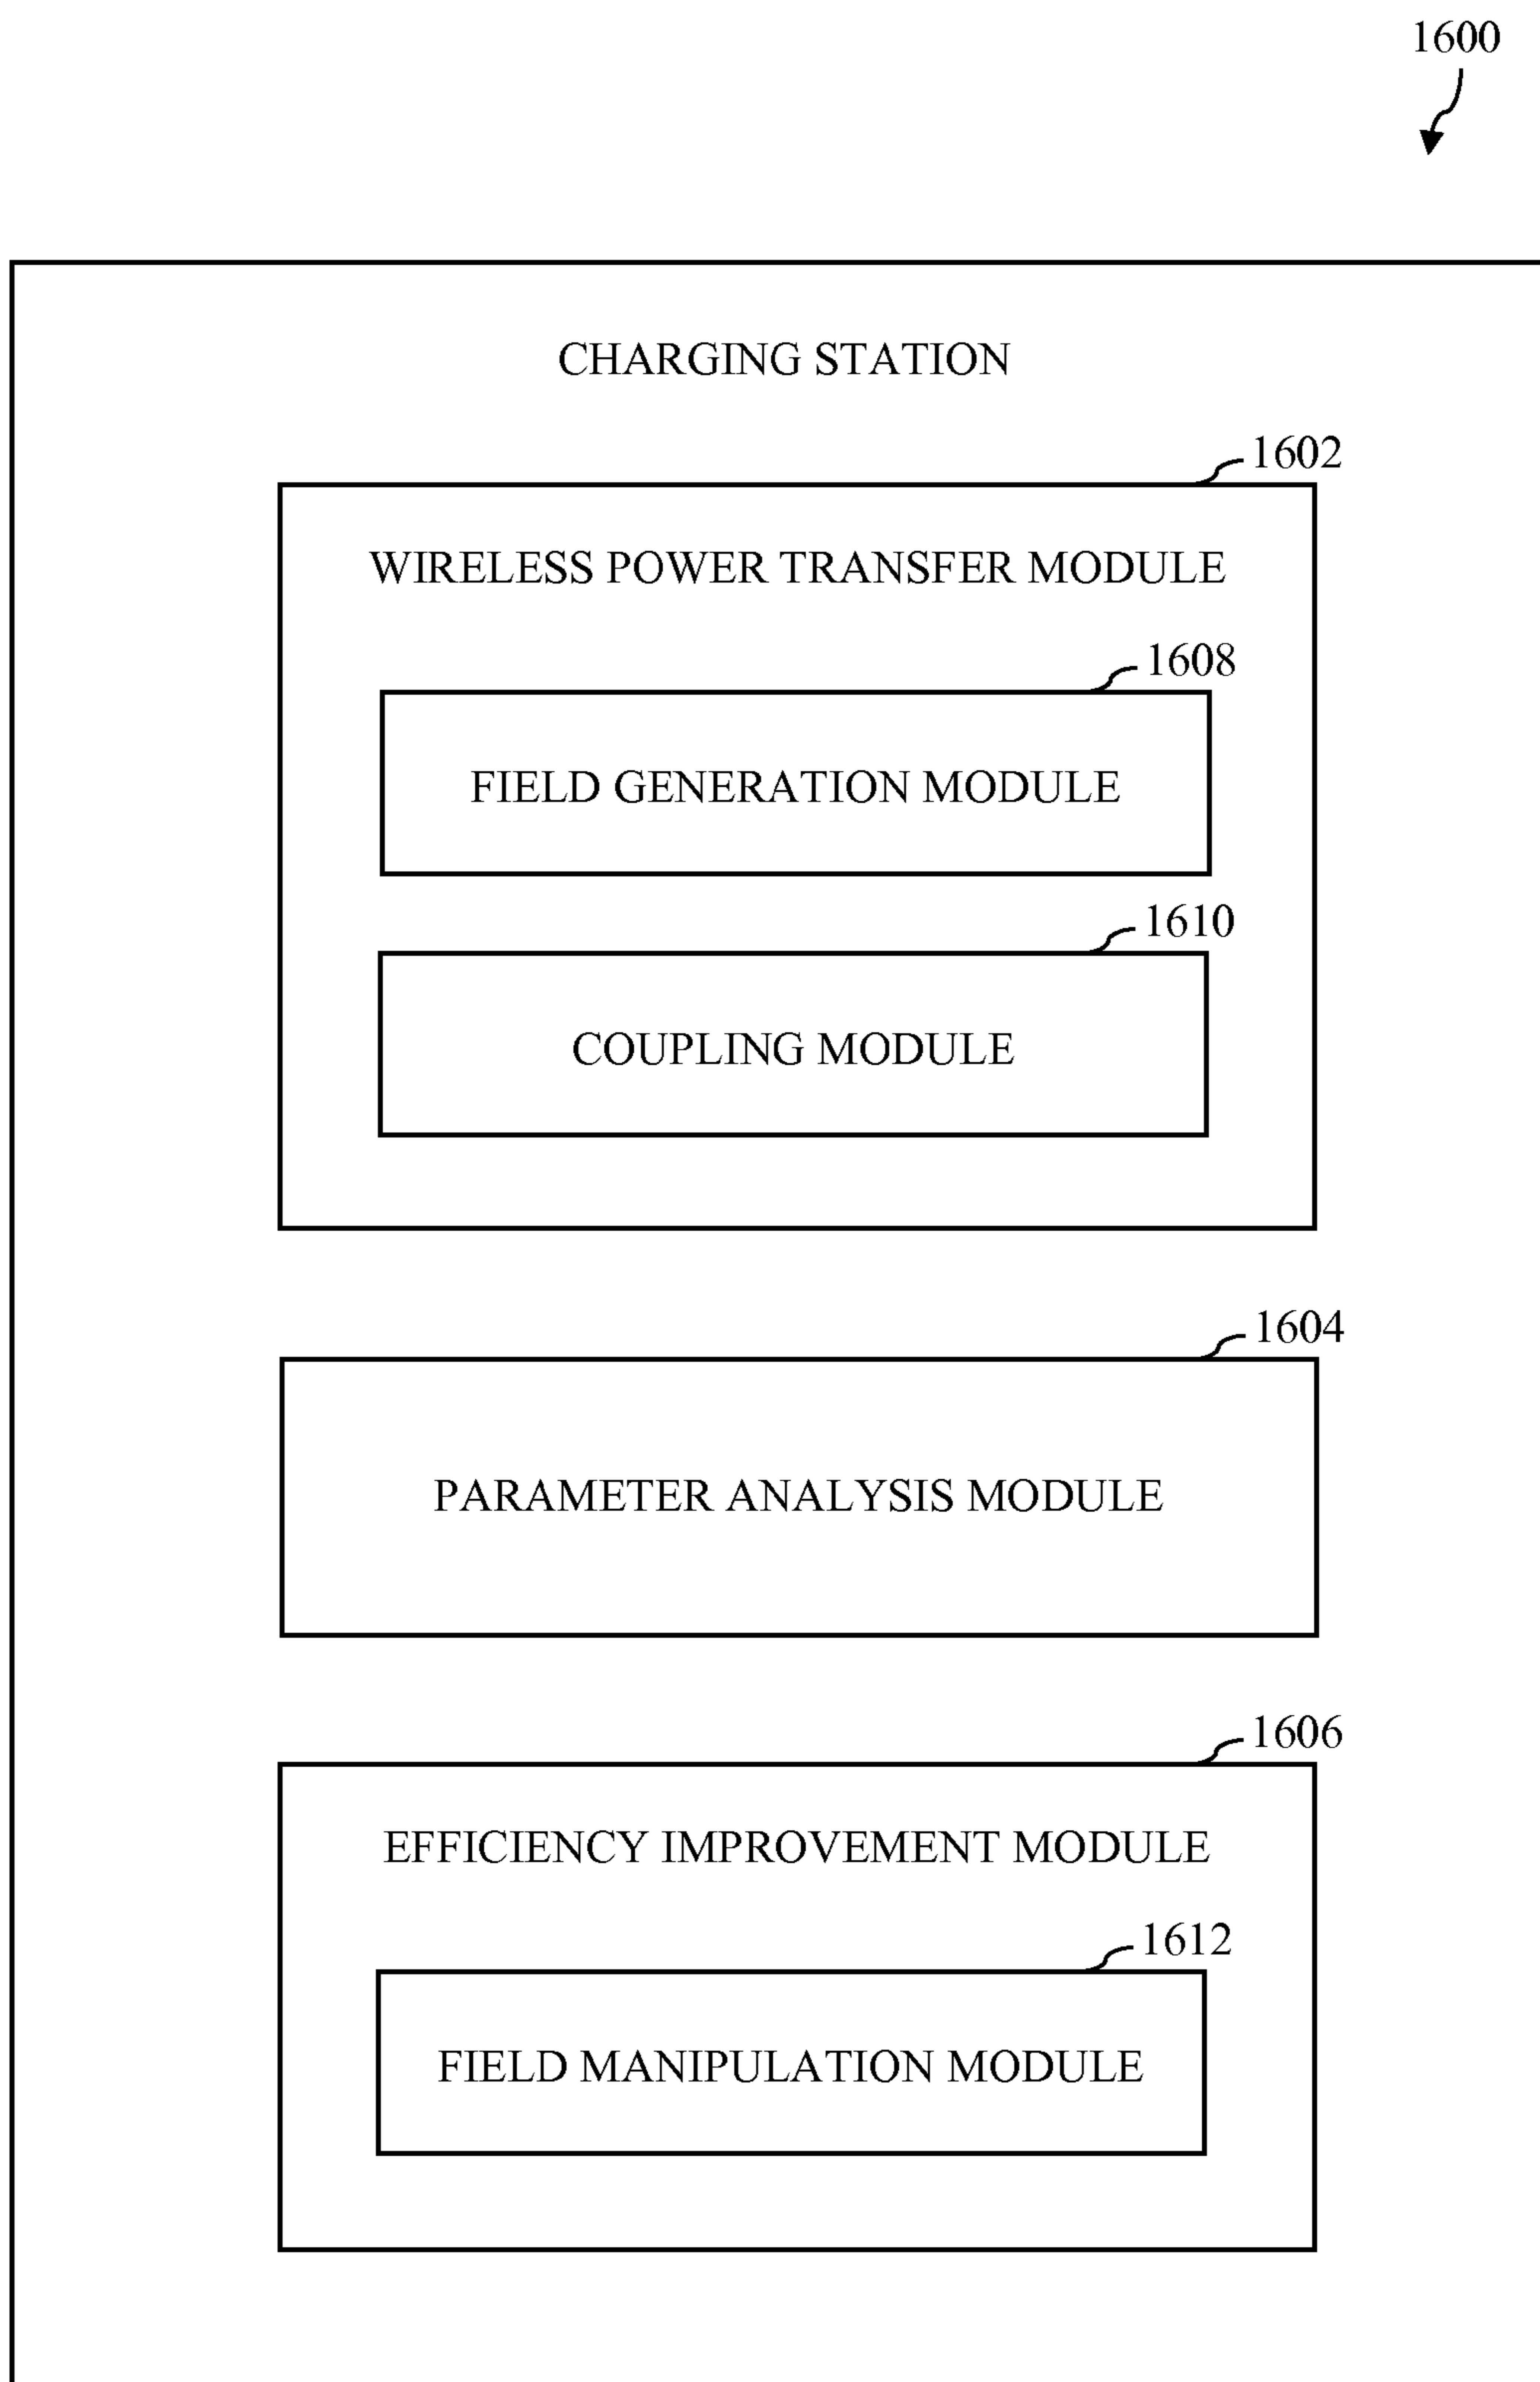 1600
CHARGING STATION
1602
WIRELESS POWER TRANSFER MODULE
1608
FIELD GENERATION MODULE
1610
COUPLING MODULE
1604
PARAMETER ANALYSIS MODULE
1606
EFFICIENCY IMPROVEMENT MODULE
1612
FIELD MANIPULATION MODULE